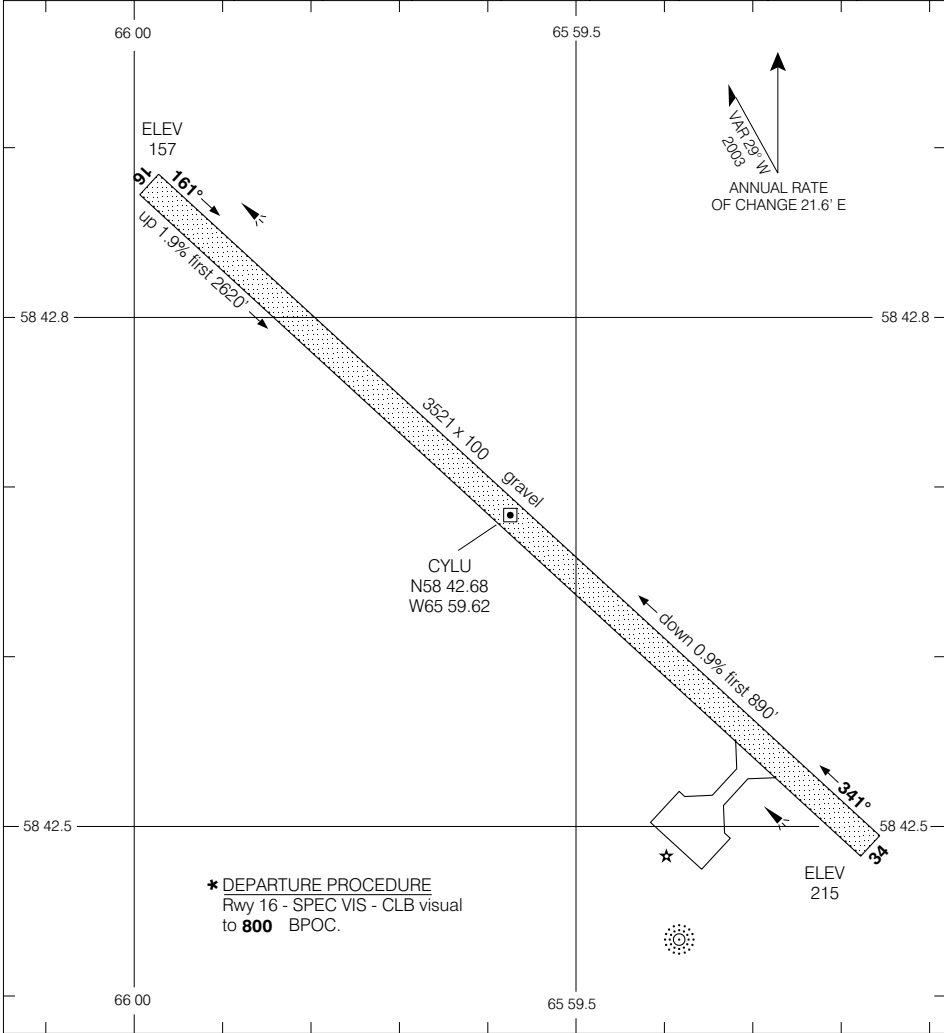 66 00
65 59.5
ELEV
157
16
161°
up 1.9% first 2620'
VAR 29° W
2003
ANNUAL RATE
OF CHANGE 21.6' E
58 42.8
58 42.8
3521 x 100
gravel
CYLU
N58 42.68
W65 59.62
down 0.9% first 890'
341°
34
58 42.5
58 42.5
ELEV
215
* DEPARTURE PROCEDURE
Rwy 16 - SPEC VIS - CLB visual
to 800 BPOC.
66 00
65 59.5